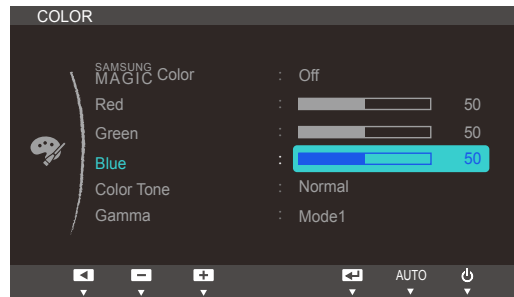 COLOR
SAMSUNG MAGIC Color : Off
Red : 50
Green : 50
Blue : 50
Color Tone : Normal
Gamma : Mode1
AUTO